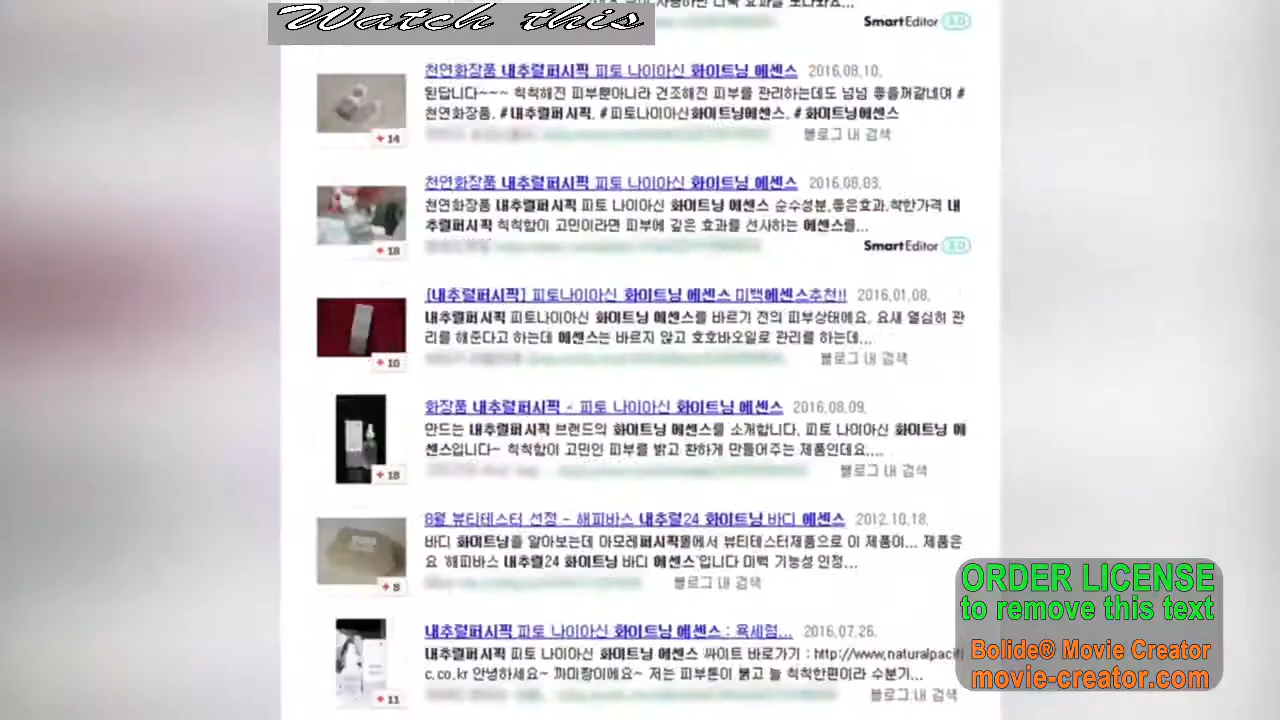 Watch this
SmartEditor 3.0
천연화장품 내추럴퍼시픽 피토 나이아신 화이트닝 에센스 2016.08.10.
된답니다~~~ 칙칙해진 피부뿐아니라 건조해진 피부를 관리하는데도 넘넘 좋을꺼같네여 #
천연화장품, #내추럴퍼시픽, #피토나이아신화이트닝에센스, #화이트닝에센스
블로그 내 검색
+ 14
천연화장품 내추럴퍼시픽 피토 나이아신 화이트닝 에센스 2016.08.03.
천연화장품 내추럴퍼시픽 피토 나이아신 화이트닝 에센스 순수성분,좋은효과,착한가격 내
추럴퍼시픽 칙칙함이 고민이라면 피부에 깊은 효과를 선사하는 에센스를...
SmartEditor 3.0
+ 18
[내추럴퍼시픽] 피토나이아신 화이트닝 에센스 미백에센스추천!! 2016.01.08.
내추럴퍼시픽 피토나이아신 화이트닝 에센스를 바르기 전의 피부상태에요. 요새 열심히 관
리를 해준다고 하는데 에센스는 바르지 않고 호호바오일로 관리를 하는데...
블로그 내 검색
+ 10
화장품 내추럴퍼시픽 - 피토 나이아신 화이트닝 에센스 2016.08.09.
만드는 내추럴퍼시픽 브랜드의 화이트닝 에센스를 소개합니다. 피토 나이아신 화이트닝 에
센스입니다~ 칙칙함이 고민인 피부를 밝고 환하게 만들어주는 제품인데요....
블로그 내 검색
+ 18
8월 뷰티테스터 선정 - 해피바스 내추럴24 화이트닝 바디 에센스 2012.10.18.
바디 화이트닝를 알아보는데 아모레퍼시픽몰에서 뷰티테스터제품으로 이 제품이... 제품은
요 '해피바스 내추럴24 화이트닝 바디 에센스'입니다 미백 기능성 인정...
블로그 내 검색
+ 8
내추럴퍼시픽 피토 나이아신 화이트닝 에센스 : 욕세럼... 2016.07.26.
내추럴퍼시픽 피토 나이아신 화이트닝 에센스 싸이트 바로가기 : http://www.naturalpacifi
c.co.kr 안녕하세요~ 까미짱이에요~ 저는 피부톤이 붉고 늘 칙칙한편이라 수분기...
블로그 내 검색
+ 11
ORDER LICENSE
to remove this text
Bolide® Movie Creator
movie-creator.com